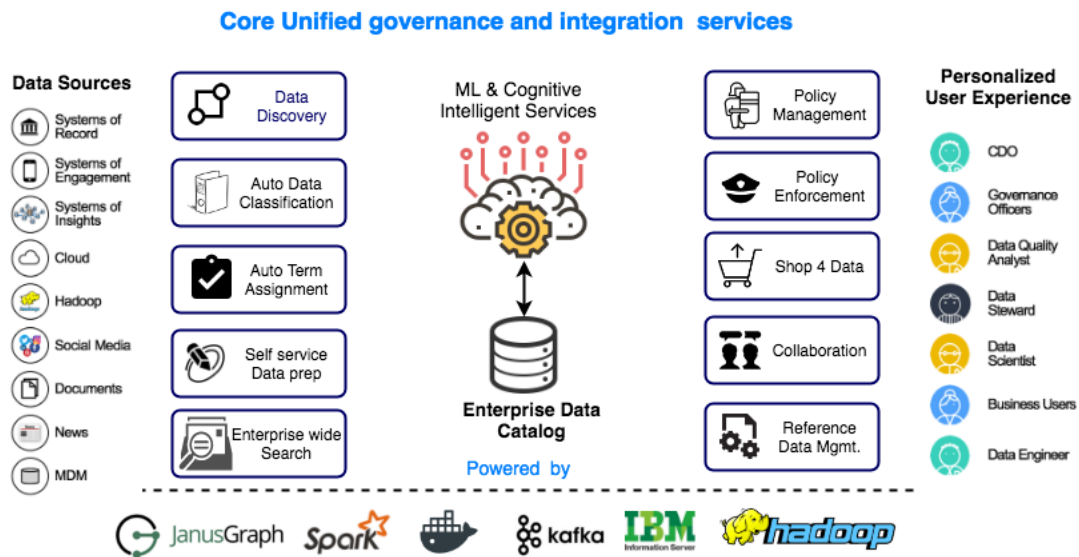 Core Unified governance and integration services
Data Sources
Systems of
Record
Systems of
Engagement
Systems of
Insights
Cloud
Hadoop
Social Media
Documents
News
MDM
Data
Discovery
Auto Data
Classification
Auto Term
Assignment
Self service
Data prep
Enterprise wide
Search
ML & Cognitive
Intelligent Services
Enterprise Data
Catalog
Powered by
Policy
Management
Policy
Enforcement
Shop 4 Data
Collaboration
Reference
Data Mgmt.
Personalized
User Experience
CDO
Governance
Officers
Data Quality
Analyst
Data
Steward
Data
Scientist
Business Users
Data Engineer
JanusGraph
Spark
kafka
IBM
Information Server
hadoop